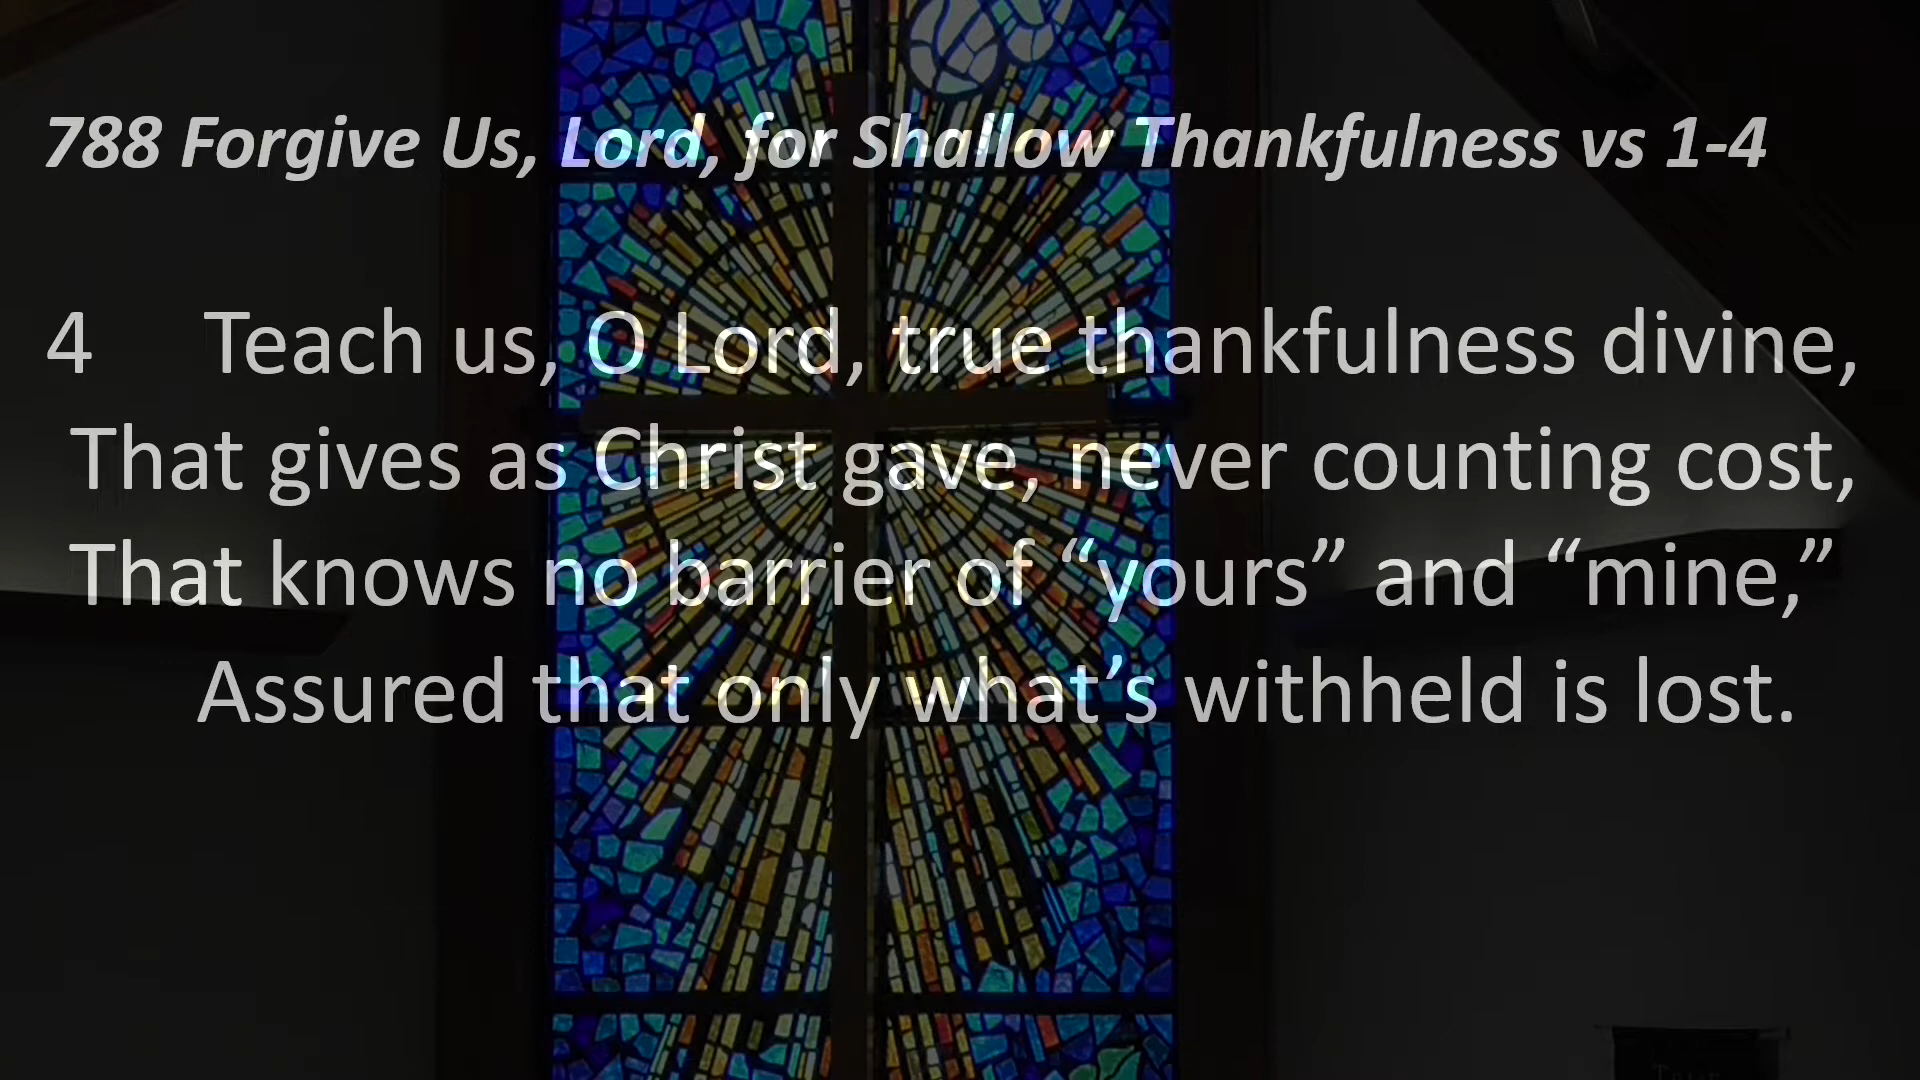 788 Forgive Us, Lord, for Shallow Thankfulness vs 1-4
4 Teach us, O Lord, true thankfulness divine,
That gives as Christ gave, never counting cost,
That knows no barrier of “yours” and “mine,”
Assured that only what’s withheld is lost.